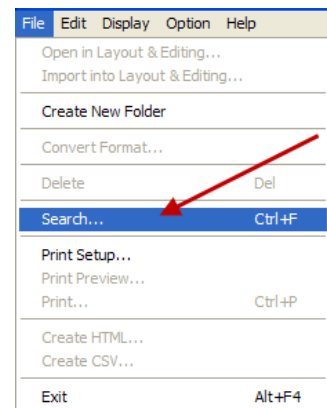 File Edit Display Option Help
Open in Layout & Editing...
Import into Layout & Editing...
Create New Folder
Convert Format...
Delete Del
Search... Ctrl+F
Print Setup...
Print Preview...
Print... Ctrl+P
Create HTML...
Create CSV...
Exit Alt+F4